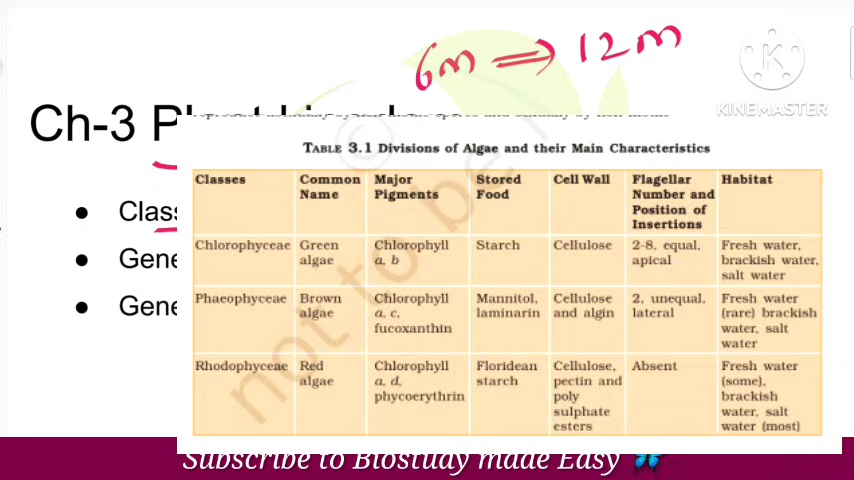 6m ⇒ 12m
KINEMASTER
Ch-3
TABLE 3.1 Divisions of Algae and their Main Characteristics
Classes Common Name Major Pigments Stored Food Cell Wall Flagellar Number and Position of Insertions Habitat
Chlorophyceae Green algae Chlorophyll a, b Starch Cellulose 2-8, equal, apical Fresh water, brackish water, salt water
Phaeophyceae Brown algae Chlorophyll a, c, fucoxanthin Mannitol, laminarin Cellulose and algin 2, unequal, lateral Fresh water (rare) brackish water, salt water
Rhodophyceae Red algae Chlorophyll a, d, phycoerythrin Floridean starch Cellulose, pectin and poly sulphate esters Absent Fresh water (some), brackish water, salt water (most)
• Class
• Gene
• Gene
© not to be
Subscribe to Biostudy made Easy 🦋